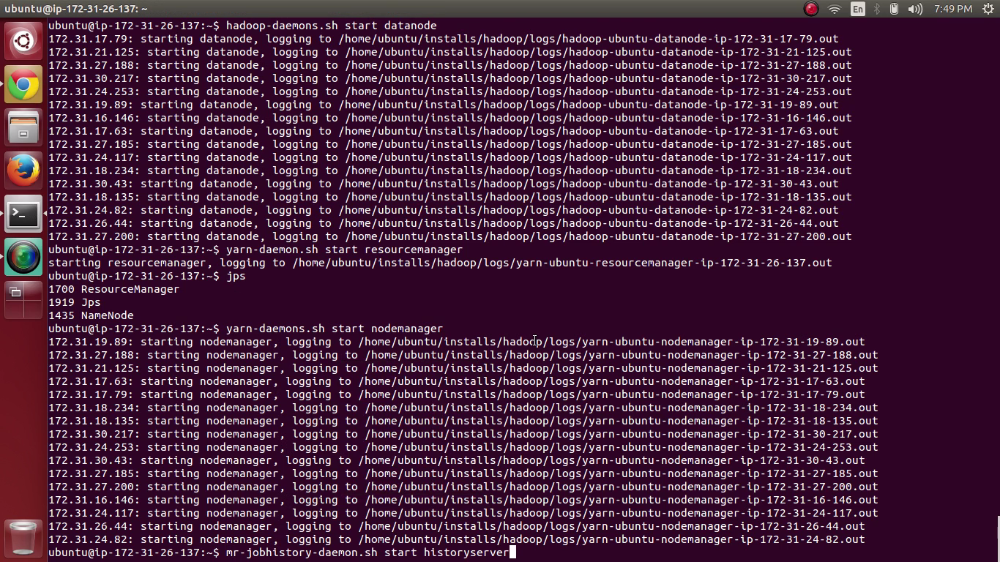 ubuntu@ip-172-31-26-137: ~
En
7:49 PM
ubuntu@ip-172-31-26-137:~$ hadoop-daemons.sh start datanode
172.31.17.79: starting datanode, logging to /home/ubuntu/installs/hadoop/logs/hadoop-ubuntu-datanode-ip-172-31-17-79.out
172.31.21.125: starting datanode, logging to /home/ubuntu/installs/hadoop/logs/hadoop-ubuntu-datanode-ip-172-31-21-125.out
172.31.27.188: starting datanode, logging to /home/ubuntu/installs/hadoop/logs/hadoop-ubuntu-datanode-ip-172-31-27-188.out
172.31.30.217: starting datanode, logging to /home/ubuntu/installs/hadoop/logs/hadoop-ubuntu-datanode-ip-172-31-30-217.out
172.31.24.253: starting datanode, logging to /home/ubuntu/installs/hadoop/logs/hadoop-ubuntu-datanode-ip-172-31-24-253.out
172.31.19.89: starting datanode, logging to /home/ubuntu/installs/hadoop/logs/hadoop-ubuntu-datanode-ip-172-31-19-89.out
172.31.16.146: starting datanode, logging to /home/ubuntu/installs/hadoop/logs/hadoop-ubuntu-datanode-ip-172-31-16-146.out
172.31.17.63: starting datanode, logging to /home/ubuntu/installs/hadoop/logs/hadoop-ubuntu-datanode-ip-172-31-17-63.out
172.31.27.185: starting datanode, logging to /home/ubuntu/installs/hadoop/logs/hadoop-ubuntu-datanode-ip-172-31-27-185.out
172.31.24.117: starting datanode, logging to /home/ubuntu/installs/hadoop/logs/hadoop-ubuntu-datanode-ip-172-31-24-117.out
172.31.18.234: starting datanode, logging to /home/ubuntu/installs/hadoop/logs/hadoop-ubuntu-datanode-ip-172-31-18-234.out
172.31.30.43: starting datanode, logging to /home/ubuntu/installs/hadoop/logs/hadoop-ubuntu-datanode-ip-172-31-30-43.out
172.31.18.135: starting datanode, logging to /home/ubuntu/installs/hadoop/logs/hadoop-ubuntu-datanode-ip-172-31-18-135.out
172.31.24.82: starting datanode, logging to /home/ubuntu/installs/hadoop/logs/hadoop-ubuntu-datanode-ip-172-31-24-82.out
172.31.26.44: starting datanode, logging to /home/ubuntu/installs/hadoop/logs/hadoop-ubuntu-datanode-ip-172-31-26-44.out
172.31.27.200: starting datanode, logging to /home/ubuntu/installs/hadoop/logs/hadoop-ubuntu-datanode-ip-172-31-27-200.out
ubuntu@ip-172-31-26-137:~$ yarn-daemon.sh start resourcemanager
starting resourcemanager, logging to /home/ubuntu/installs/hadoop/logs/yarn-ubuntu-resourcemanager-ip-172-31-26-137.out
ubuntu@ip-172-31-26-137:~$ jps
1700 ResourceManager
1919 Jps
1435 NameNode
ubuntu@ip-172-31-26-137:~$ yarn-daemons.sh start nodemanager
172.31.19.89: starting nodemanager, logging to /home/ubuntu/installs/hadoop/logs/yarn-ubuntu-nodemanager-ip-172-31-19-89.out
172.31.27.188: starting nodemanager, logging to /home/ubuntu/installs/hadoop/logs/yarn-ubuntu-nodemanager-ip-172-31-27-188.out
172.31.21.125: starting nodemanager, logging to /home/ubuntu/installs/hadoop/logs/yarn-ubuntu-nodemanager-ip-172-31-21-125.out
172.31.17.63: starting nodemanager, logging to /home/ubuntu/installs/hadoop/logs/yarn-ubuntu-nodemanager-ip-172-31-17-63.out
172.31.17.79: starting nodemanager, logging to /home/ubuntu/installs/hadoop/logs/yarn-ubuntu-nodemanager-ip-172-31-17-79.out
172.31.18.234: starting nodemanager, logging to /home/ubuntu/installs/hadoop/logs/yarn-ubuntu-nodemanager-ip-172-31-18-234.out
172.31.18.135: starting nodemanager, logging to /home/ubuntu/installs/hadoop/logs/yarn-ubuntu-nodemanager-ip-172-31-18-135.out
172.31.30.217: starting nodemanager, logging to /home/ubuntu/installs/hadoop/logs/yarn-ubuntu-nodemanager-ip-172-31-30-217.out
172.31.24.253: starting nodemanager, logging to /home/ubuntu/installs/hadoop/logs/yarn-ubuntu-nodemanager-ip-172-31-24-253.out
172.31.30.43: starting nodemanager, logging to /home/ubuntu/installs/hadoop/logs/yarn-ubuntu-nodemanager-ip-172-31-30-43.out
172.31.27.185: starting nodemanager, logging to /home/ubuntu/installs/hadoop/logs/yarn-ubuntu-nodemanager-ip-172-31-27-185.out
172.31.27.200: starting nodemanager, logging to /home/ubuntu/installs/hadoop/logs/yarn-ubuntu-nodemanager-ip-172-31-27-200.out
172.31.16.146: starting nodemanager, logging to /home/ubuntu/installs/hadoop/logs/yarn-ubuntu-nodemanager-ip-172-31-16-146.out
172.31.24.117: starting nodemanager, logging to /home/ubuntu/installs/hadoop/logs/yarn-ubuntu-nodemanager-ip-172-31-24-117.out
172.31.26.44: starting nodemanager, logging to /home/ubuntu/installs/hadoop/logs/yarn-ubuntu-nodemanager-ip-172-31-26-44.out
172.31.24.82: starting nodemanager, logging to /home/ubuntu/installs/hadoop/logs/yarn-ubuntu-nodemanager-ip-172-31-24-82.out
ubuntu@ip-172-31-26-137:~$ mr-jobhistory-daemon.sh start historyserver